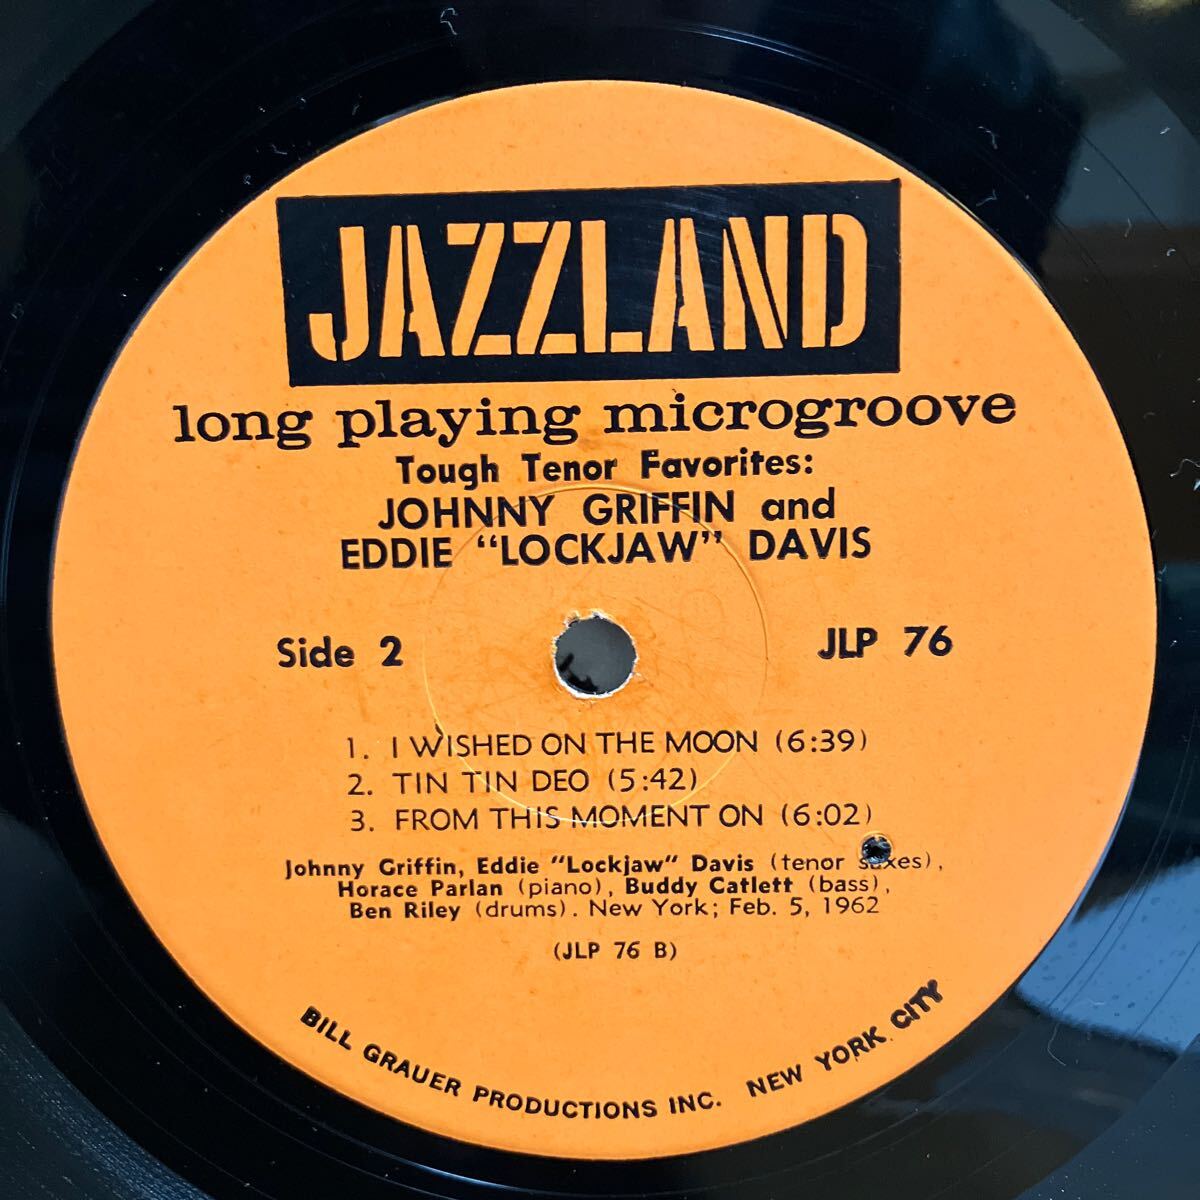 JAZZLAND
long playing microgroove
Tough Tenor Favorites:
JOHNNY GRIFFIN and
EDDIE "LOCKJAW" DAVIS
Side 2
JLP 76
1. I WISHED ON THE MOON (6:39)
2. TIN TIN DEO (5:42)
3. FROM THIS MOMENT ON (6:02)
Johnny Griffin, Eddie "Lockjaw" Davis (tenor saxes),
Horace Parlan (piano), Buddy Catlett (bass),
Ben Riley (drums). New York; Feb. 5, 1962
(JLP 76 B)
BILL GRAUER PRODUCTIONS INC. NEW YORK CITY